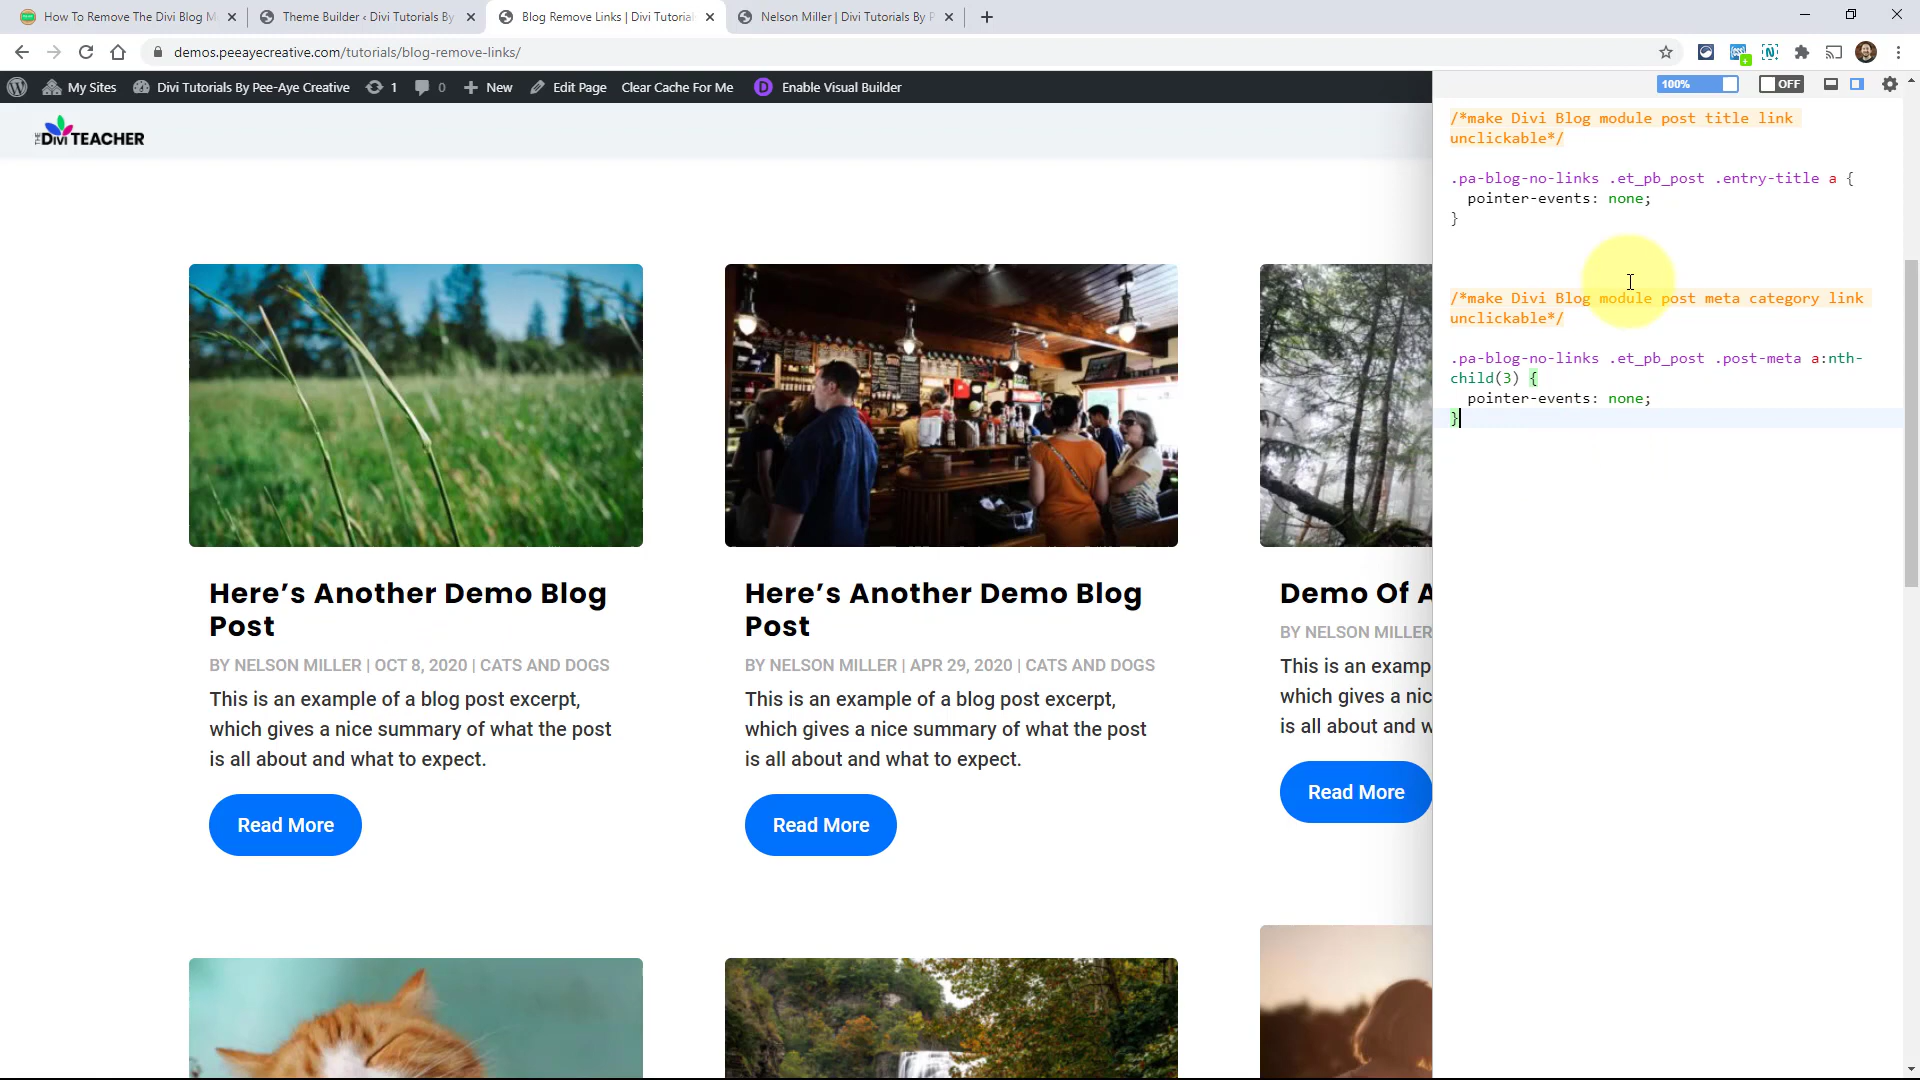 How To Remove The Divi Blog M
Theme Builder ‹ Divi Tutorials By
Blog Remove Links | Divi Tutorial
Nelson Miller | Divi Tutorials By P
demos.peeayecreative.com/tutorials/blog-remove-links/
My Sites
Divi Tutorials By Pee-Aye Creative
1
0
New
Edit Page
Clear Cache For Me
Enable Visual Builder
100%
OFF
THE DIVI TEACHER
/*make Divi Blog module post title link
unclickable*/
.pa-blog-no-links .et_pb_post .entry-title a {
pointer-events: none;
}
/*make Divi Blog module post meta category link
unclickable*/
.pa-blog-no-links .et_pb_post .post-meta a:nth-
child(3) {
pointer-events: none;
}
Here’s Another Demo Blog
Post
BY NELSON MILLER | OCT 8, 2020 | CATS AND DOGS
This is an example of a blog post excerpt,
which gives a nice summary of what the post
is all about and what to expect.
Read More
Here’s Another Demo Blog
Post
BY NELSON MILLER | APR 29, 2020 | CATS AND DOGS
This is an example of a blog post excerpt,
which gives a nice summary of what the post
is all about and what to expect.
Read More
Demo Of A
BY NELSON MILLER
This is an examp
which gives a nic
is all about and w
Read More